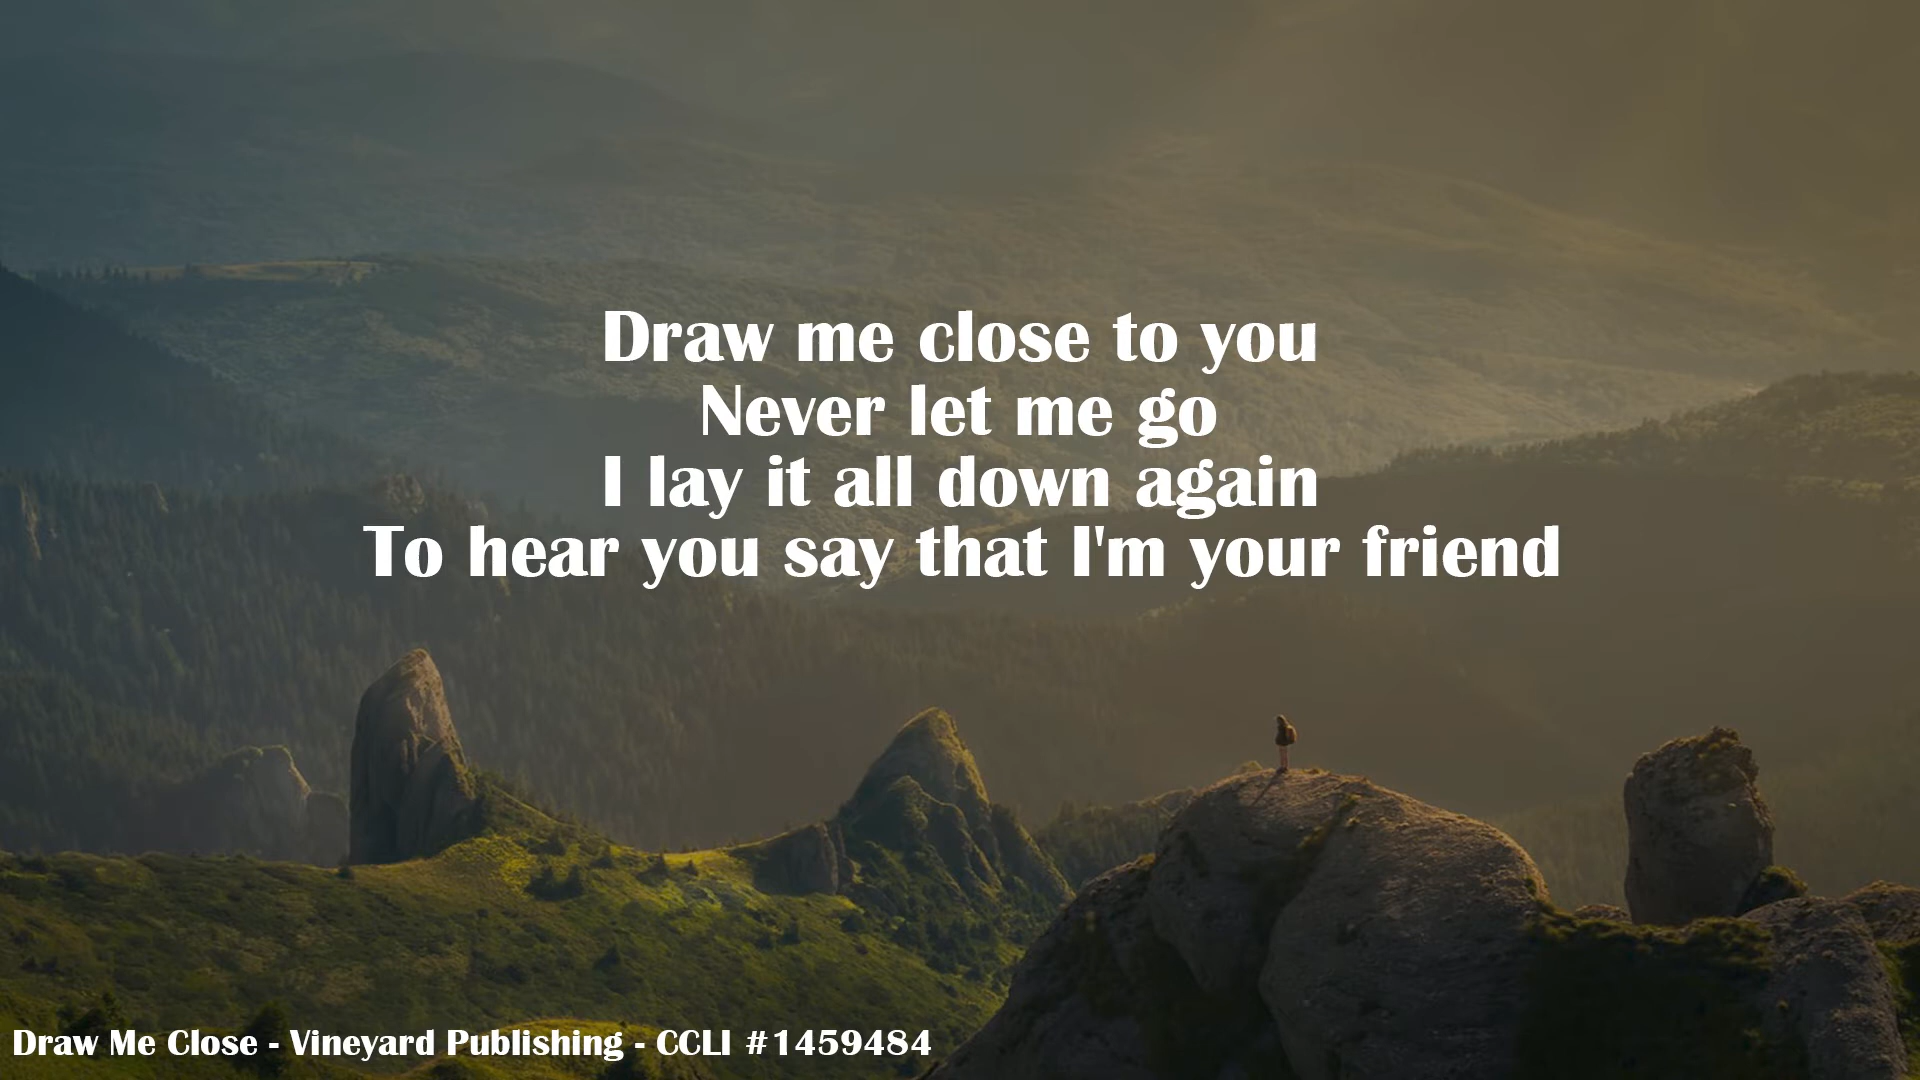 Draw me close to you
Never let me go
I lay it all down again
To hear you say that I'm your friend
Draw Me Close - Vineyard Publishing - CCLI #1459484